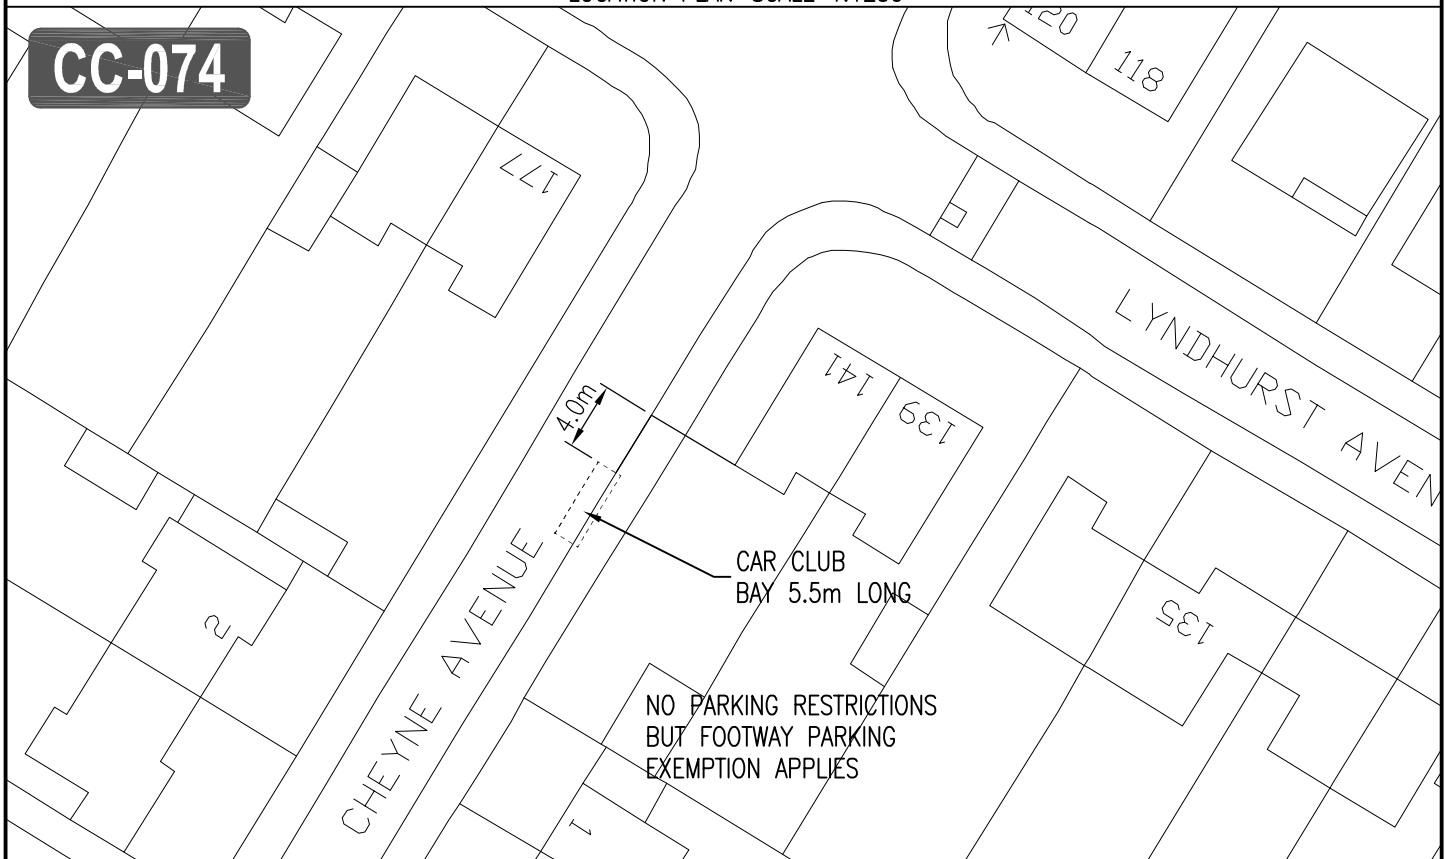 CC-074
120
118
177
LYNDHURST AVEN
141
139
4.0m
CAR CLUB
BAY 5.5m LONG
CHEYNE AVENUE
2
135
NO PARKING RESTRICTIONS
BUT FOOTWAY PARKING
EXEMPTION APPLIES
1